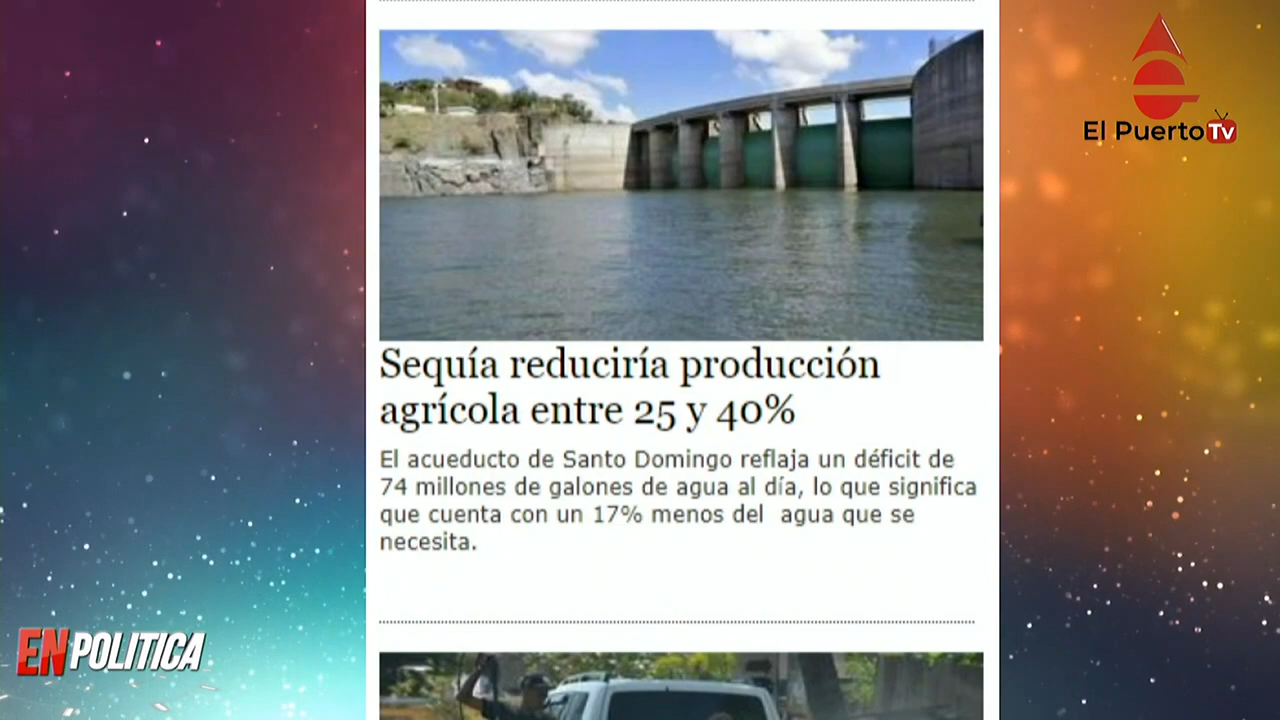 El Puerto Tv
Sequía reduciría producción
agrícola entre 25 y 40%
El acueducto de Santo Domingo reflaja un déficit de
74 millones de galones de agua al día, lo que significa
que cuenta con un 17% menos del agua que se
necesita.
EN POLITICA